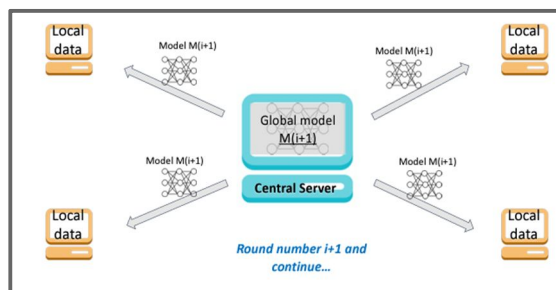 Local
data
Model M(i+1)
Model M(i+1)
Local
data
Global model
M(i+1)
Model M(i+1)
Model M(i+1)
Central Server
Local
data
Local
data
Round number i+1 and
continue…